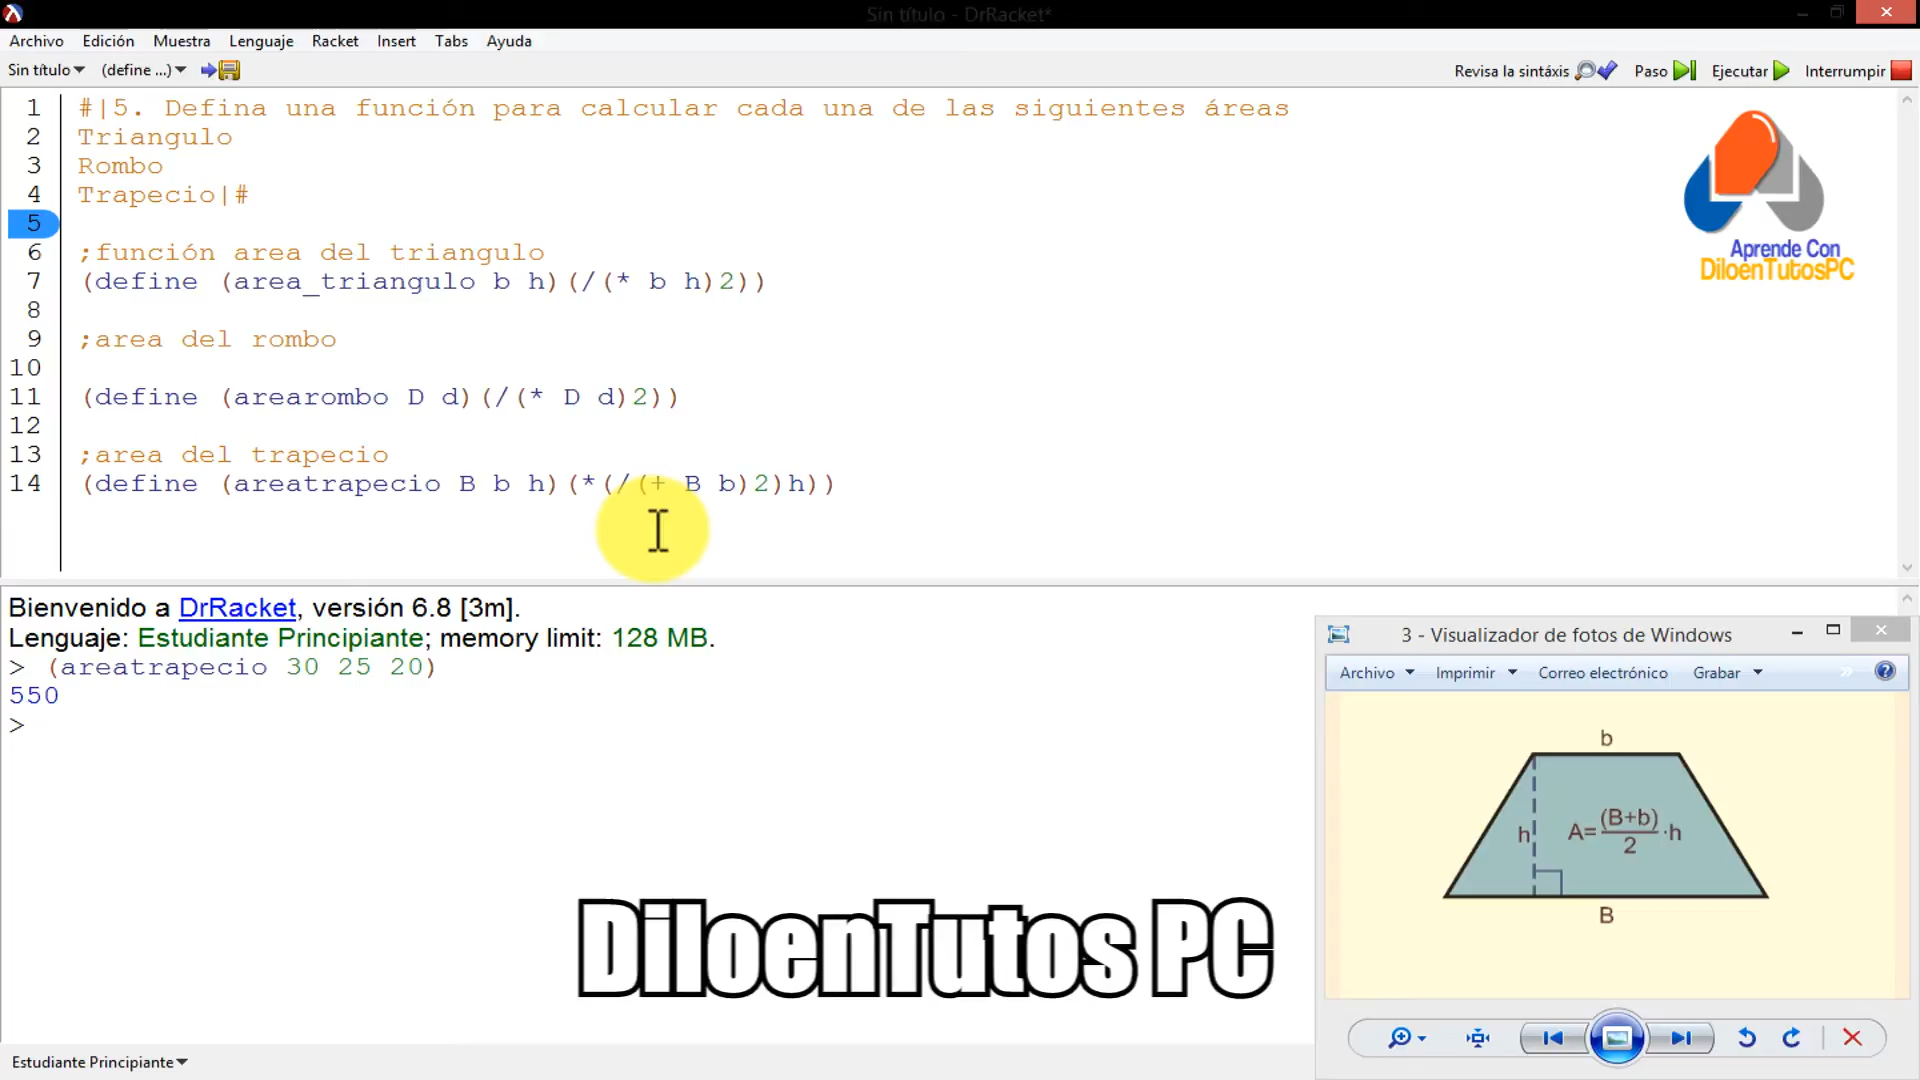 Sin título - DrRacket*
Archivo Edición Muestra Lenguaje Racket Insert Tabs Ayuda
Sin título (define ...) Revisa la sintáxis Paso Ejecutar Interrumpir
1 #|5. Defina una función para calcular cada una de las siguientes áreas
2 Triangulo
3 Rombo
4 Trapecio|#
5
6 ;función area del triangulo
7 (define (area_triangulo b h)(/(* b h)2))
8
9 ;area del rombo
10
11 (define (arearombo D d)(/(* D d)2))
12
13 ;area del trapecio
14 (define (areatrapecio B b h)(*(/(+ B b)2)h))
Aprende Con
DiloenTutosPC
Bienvenido a DrRacket, versión 6.8 [3m].
Lenguaje: Estudiante Principiante; memory limit: 128 MB.
> (areatrapecio 30 25 20)
550
>
3 - Visualizador de fotos de Windows
Archivo Imprimir Correo electrónico Grabar »
b
h A=(B+b)/2·h
B
DiloenTutos PC
Estudiante Principiante